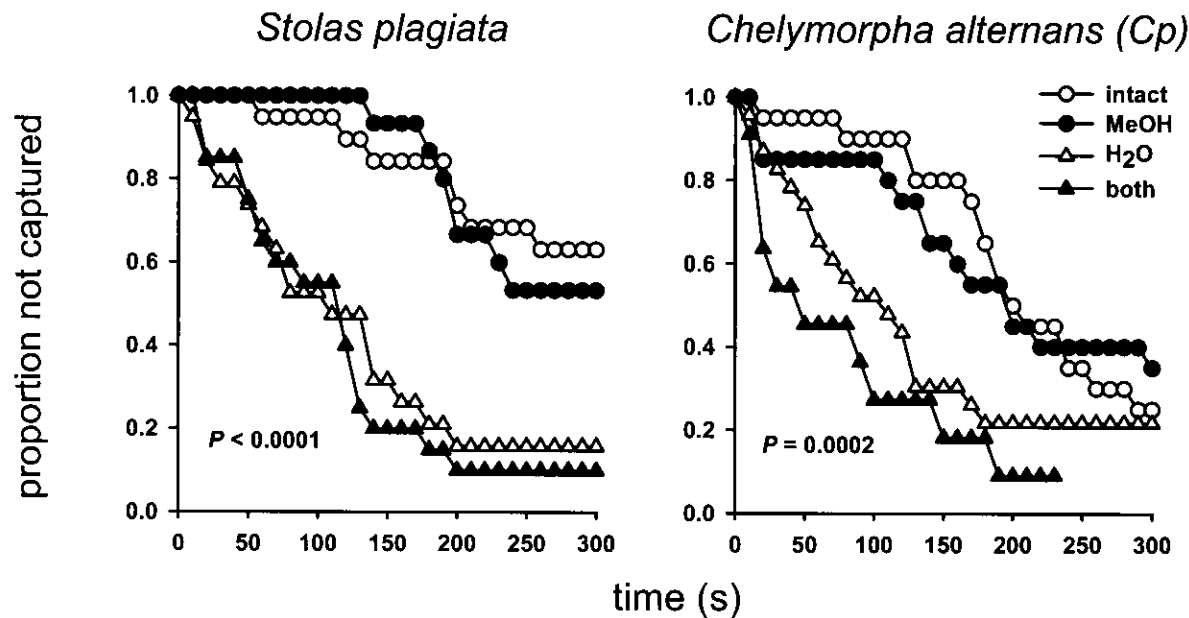 Stolas plagiata
Chelymorpha alternans (Cp)
proportion not captured
1.0
0.8
0.6
0.4
0.2
0.0
P < 0.0001
0 50 100 150 200 250 300
1.0
0.8
0.6
0.4
0.2
0.0
intact
MeOH
H₂O
both
P = 0.0002
0 50 100 150 200 250 300
time (s)